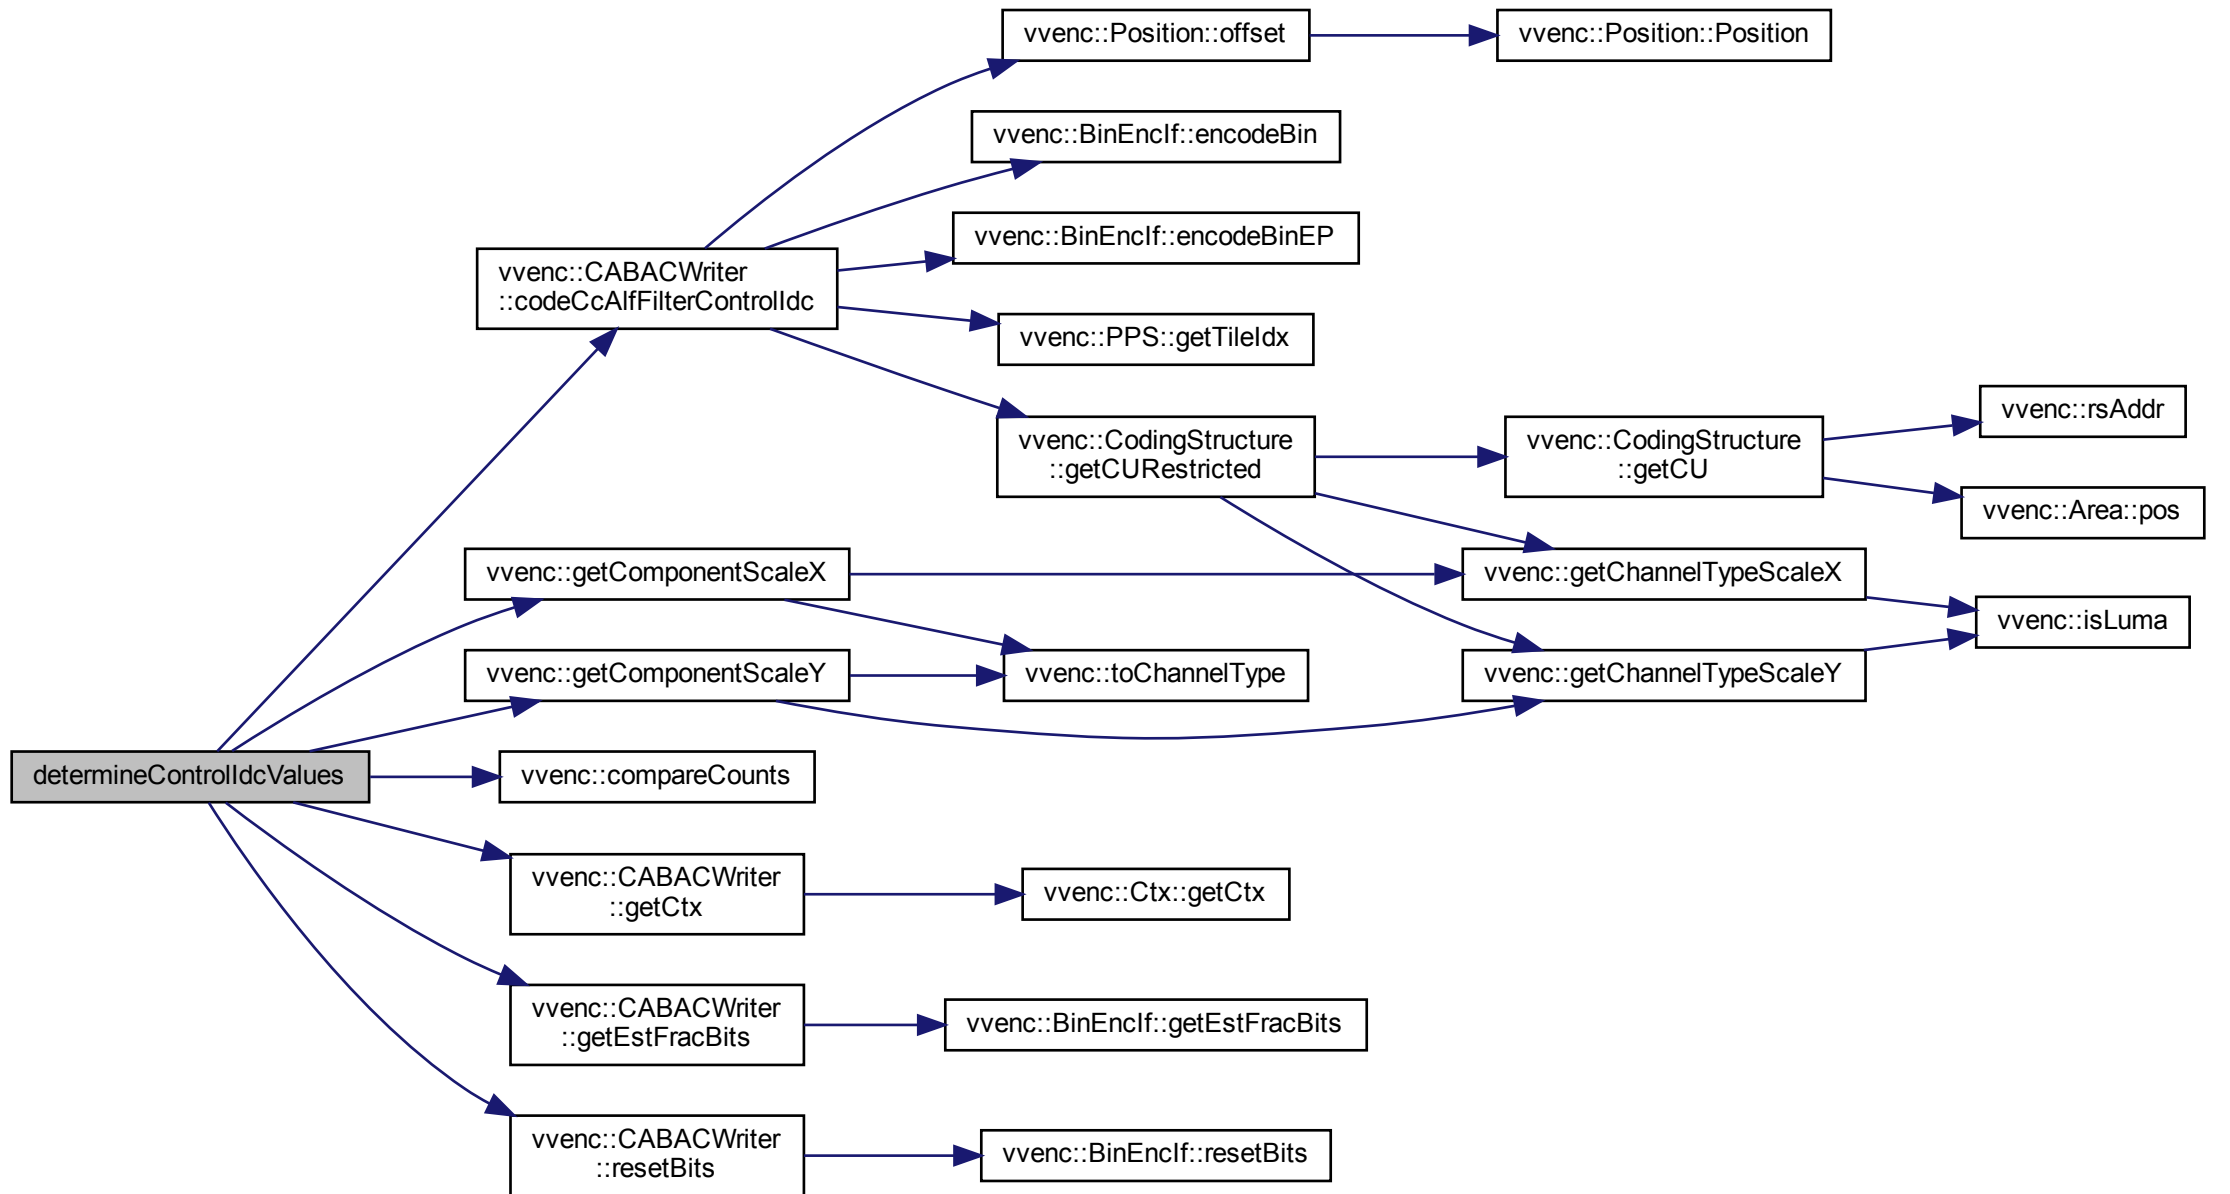 vvenc::Position::offset
vvenc::Position::Position
vvenc::BinEncIf::encodeBin
vvenc::BinEncIf::encodeBinEP
vvenc::CABACWriter
::codeCcAlfFilterControlIdc
vvenc::PPS::getTileIdx
vvenc::CodingStructure
::getCURestricted
vvenc::CodingStructure
::getCU
vvenc::rsAddr
vvenc::Area::pos
vvenc::getComponentScaleX
vvenc::getChannelTypeScaleX
vvenc::isLuma
vvenc::getComponentScaleY
vvenc::toChannelType
vvenc::getChannelTypeScaleY
determineControlIdcValues
vvenc::compareCounts
vvenc::CABACWriter
::getCtx
vvenc::Ctx::getCtx
vvenc::CABACWriter
::getEstFracBits
vvenc::BinEncIf::getEstFracBits
vvenc::CABACWriter
::resetBits
vvenc::BinEncIf::resetBits